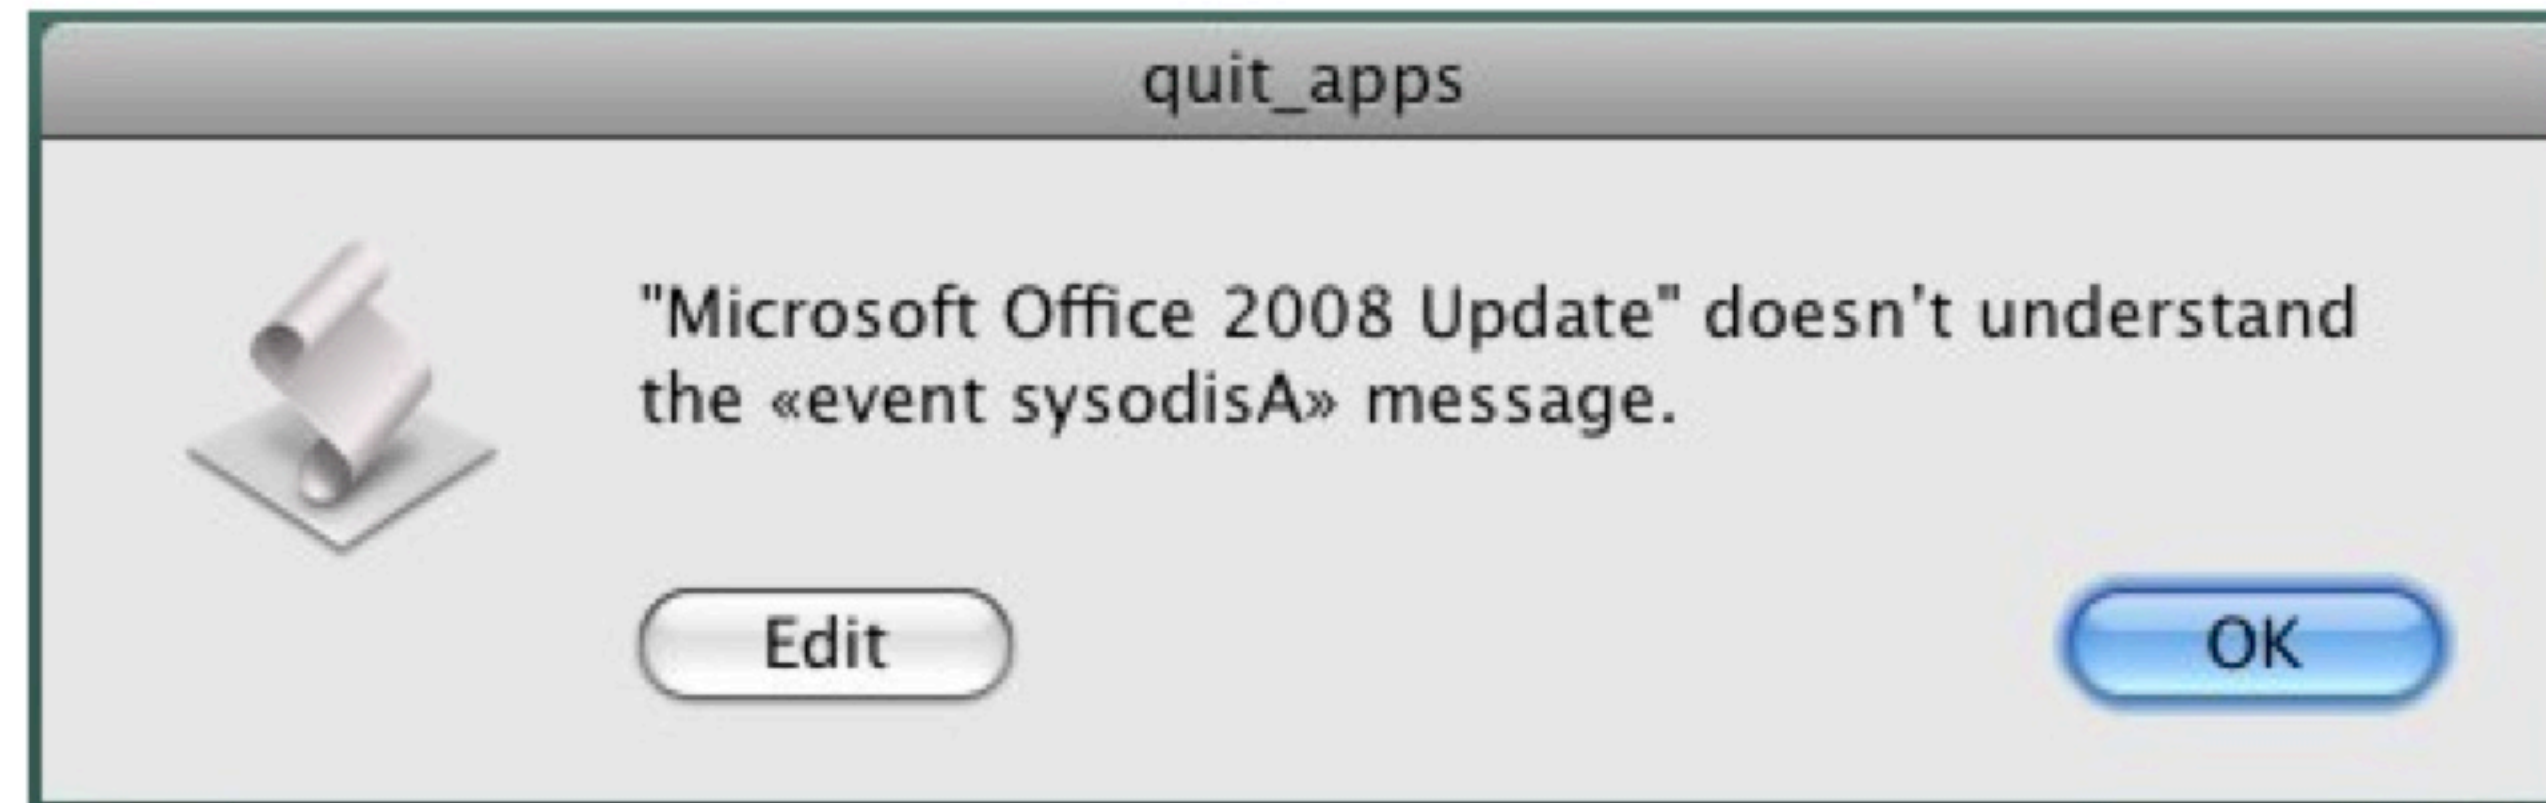 quit_apps
"Microsoft Office 2008 Update" doesn't understand
the «event sysodisA» message.
Edit
OK